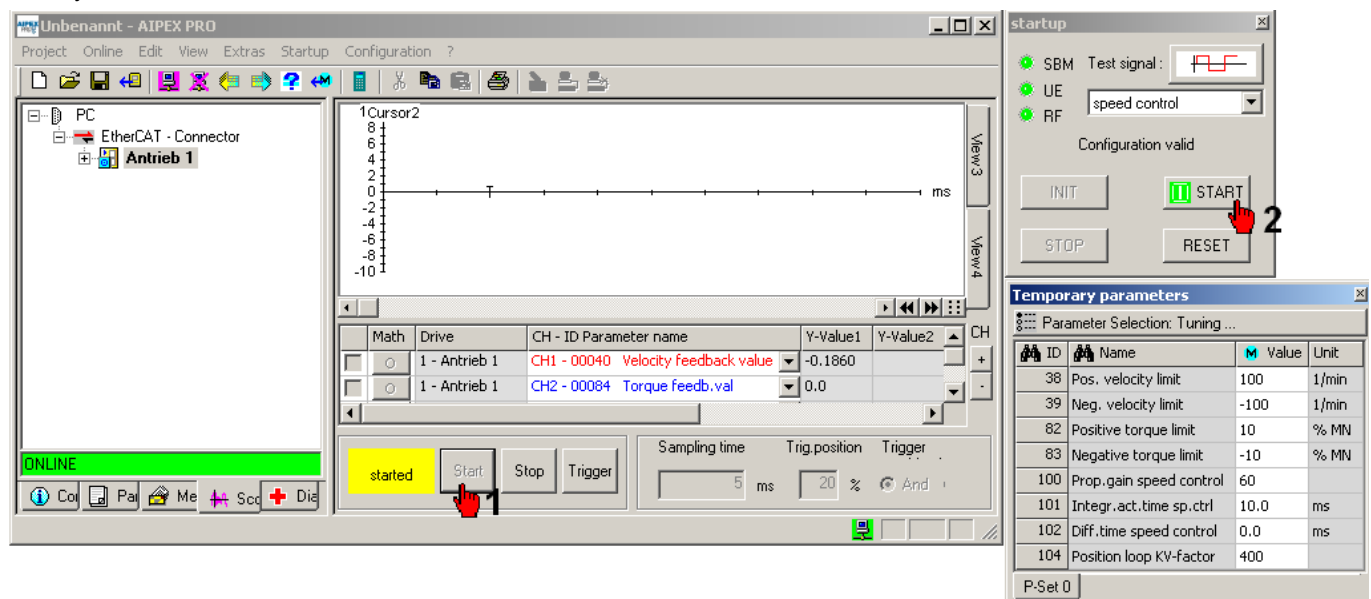 Unbenannt - AIPEX PRO
Project Online Edit View Extras Startup Configuration ?
PC
EtherCAT - Connector
Antrieb 1
ONLINE
Coi Pai Me Sco Dia
1Cursor2
8
6
4
2
0
-2
-4
-6
-8
-10
ms
View3
View4
Math Drive CH - ID Parameter name Y-Value1 Y-Value2 CH
1 - Antrieb 1 CH1 - 00040 Velocity feedback value -0.1860 +
1 - Antrieb 1 CH2 - 00084 Torque feedb.val 0.0 -
started Start Stop Trigger
1
Sampling time Trig.position Trigger
5 ms 20 % And
startup
SBM Test signal :
UE
speed control
RF
Configuration valid
INIT START
2
STOP RESET
Temporary parameters
Parameter Selection: Tuning ...
ID Name M Value Unit
38 Pos. velocity limit 100 1/min
39 Neg. velocity limit -100 1/min
82 Positive torque limit 10 % MN
83 Negative torque limit -10 % MN
100 Prop.gain speed control 60
101 Integr.act.time sp.ctrl 10.0 ms
102 Diff.time speed control 0.0 ms
104 Position loop KV-factor 400
P-Set 0